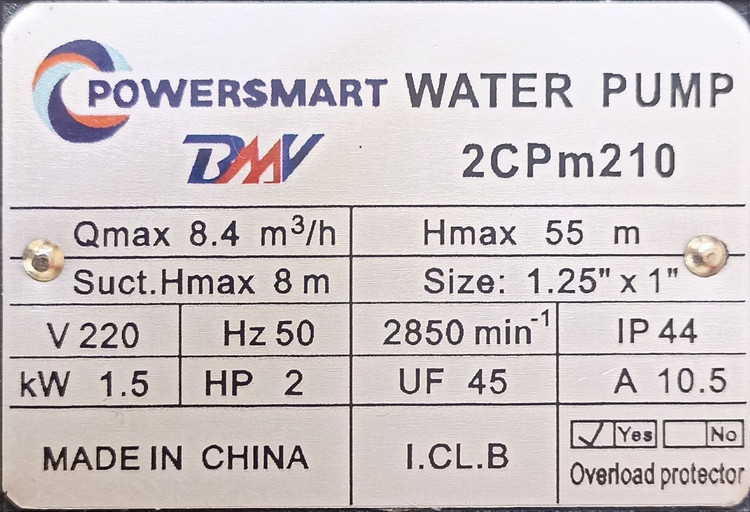 POWERSMART WATER PUMP
BMV 2CPm210
Qmax 8.4 m³/h Hmax 55 m
Suct.Hmax 8 m Size: 1.25" x 1"
V 220 Hz 50 2850 min⁻¹ IP 44
kW 1.5 HP 2 UF 45 A 10.5
MADE IN CHINA I.CL.B ✓ Yes No
Overload protector